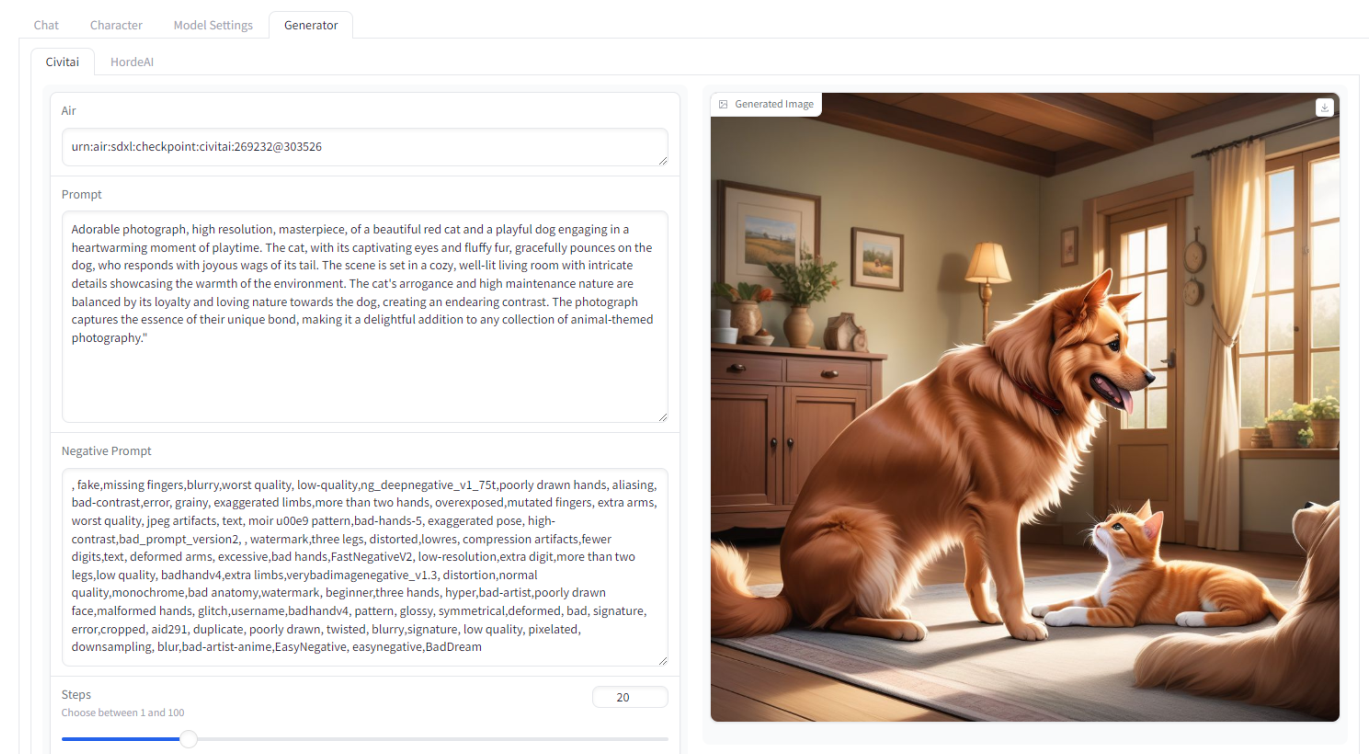 Chat
Character
Model Settings
Generator
Civitai
HordeAI
Air
urn:air:sdxl:checkpoint:civitai:269232@303526
Prompt
Adorable photograph, high resolution, masterpiece, of a beautiful red cat and a playful dog engaging in a
heartwarming moment of playtime. The cat, with its captivating eyes and fluffy fur, gracefully pounces on the
dog, who responds with joyous wags of its tail. The scene is set in a cozy, well-lit living room with intricate
details showcasing the warmth of the environment. The cat's arrogance and high maintenance nature are
balanced by its loyalty and loving nature towards the dog, creating an endearing contrast. The photograph
captures the essence of their unique bond, making it a delightful addition to any collection of animal-themed
photography."
Negative Prompt
, fake,missing fingers,blurry,worst quality, low-quality,ng_deepnegative_v1_75t,poorly drawn hands, aliasing,
bad-contrast,error, grainy, exaggerated limbs,more than two hands, overexposed,mutated fingers, extra arms,
worst quality, jpeg artifacts, text, moir u00e9 pattern,bad-hands-5, exaggerated pose, high-
contrast,bad_prompt_version2, , watermark,three legs, distorted,lowres, compression artifacts,fewer
digits,text, deformed arms, excessive,bad hands,FastNegativeV2, low-resolution,extra digit,more than two
legs,low quality, badhandv4,extra limbs,verybadimagenegative_v1.3, distortion,normal
quality,monochrome,bad anatomy,watermark, beginner,three hands, hyper,bad-artist,poorly drawn
face,malformed hands, glitch,username,badhandv4, pattern, glossy, symmetrical,deformed, bad, signature,
error,cropped, aid291, duplicate, poorly drawn, twisted, blurry,signature, low quality, pixelated,
downsampling, blur,bad-artist-anime,EasyNegative, easynegative,BadDream
Steps
20
Choose between 1 and 100
Generated Image